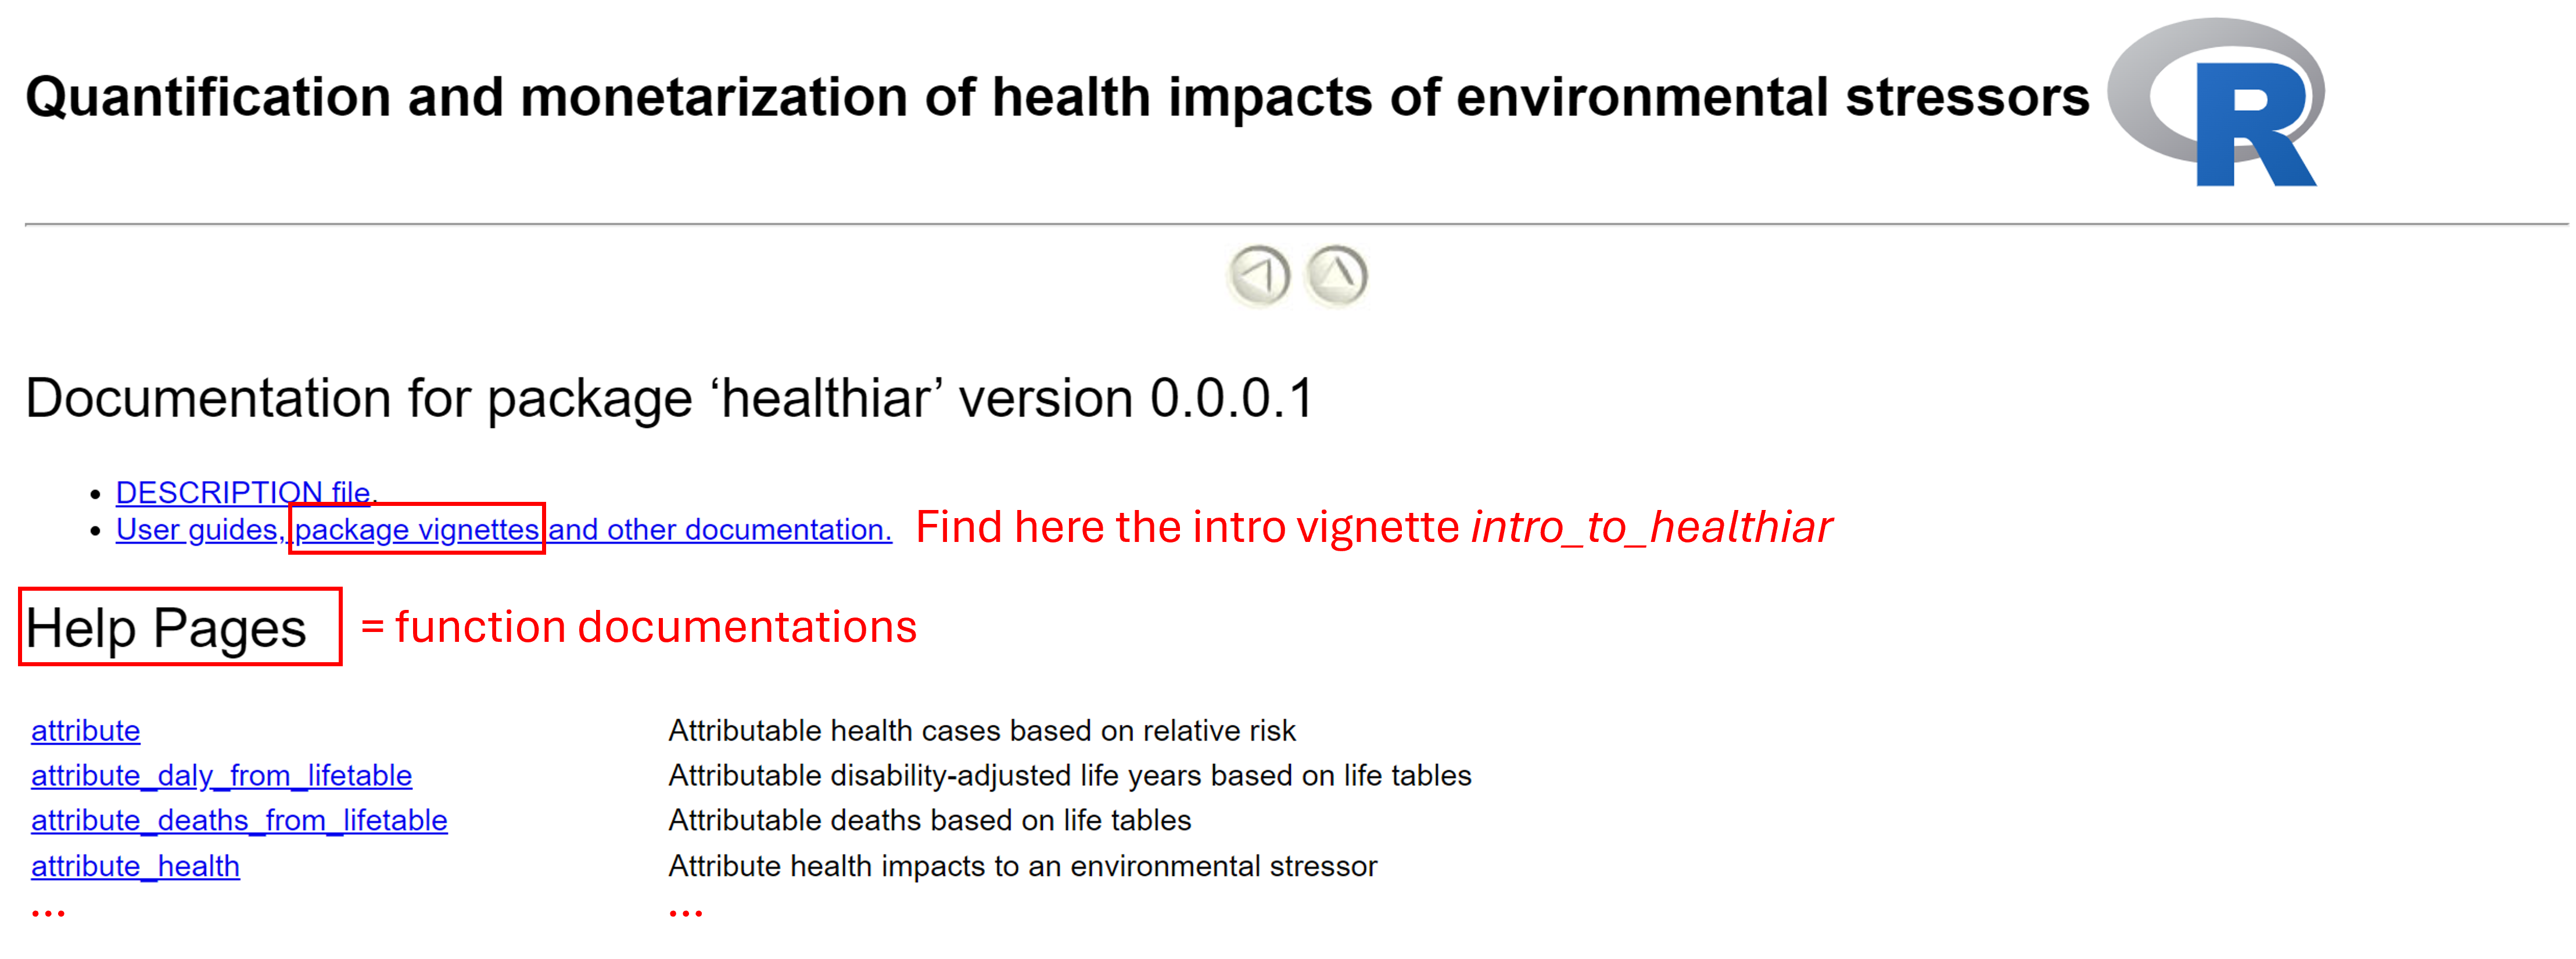 Quantification and monetarization of health impacts of environmental stressors R
Documentation for package ‘healthiar’ version 0.0.0.1
• DESCRIPTION file.
• User guides, package vignettes and other documentation. Find here the intro vignette intro_to_healthiar
Help Pages = function documentations
attribute Attributable health cases based on relative risk
attribute_daly_from_lifetable Attributable disability-adjusted life years based on life tables
attribute_deaths_from_lifetable Attributable deaths based on life tables
attribute_health Attribute health impacts to an environmental stressor
... ...